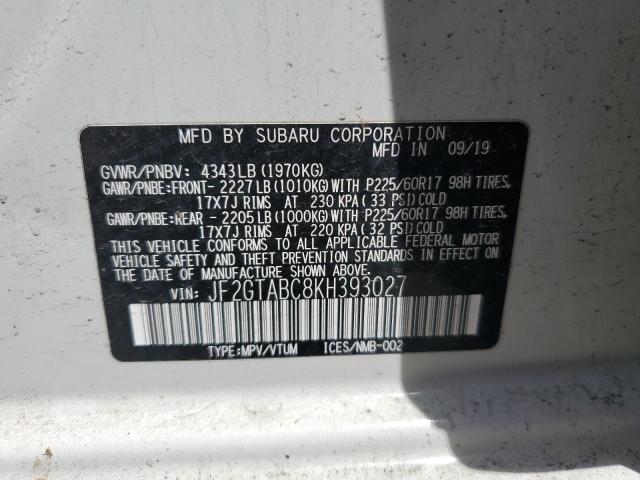 MFD BY SUBARU CORPORATION
MFD IN 09/19
GVWR/PNBV: 4343LB (1970KG)
GAWR/PNBE:FRONT- 2227LB (1010KG) WITH P225/60R17 98H TIRES,
17X7J RIMS AT 230 KPA (33 PSI) COLD
GAWR/PNBE:REAR - 2205LB (1000KG) WITH P225/60R17 98H TIRES,
17X7J RIMS AT 220 KPA (32 PSI) COLD
THIS VEHICLE CONFORMS TO ALL APPLICABLE FEDERAL MOTOR
VEHICLE SAFETY AND THEFT PREVENTION STANDARDS IN EFFECT ON
THE DATE OF MANUFACTURE SHOWN ABOVE.
VIN: JF2GTABC8KH393027
TYPE:MPV/VTUM ICES/NMB-002